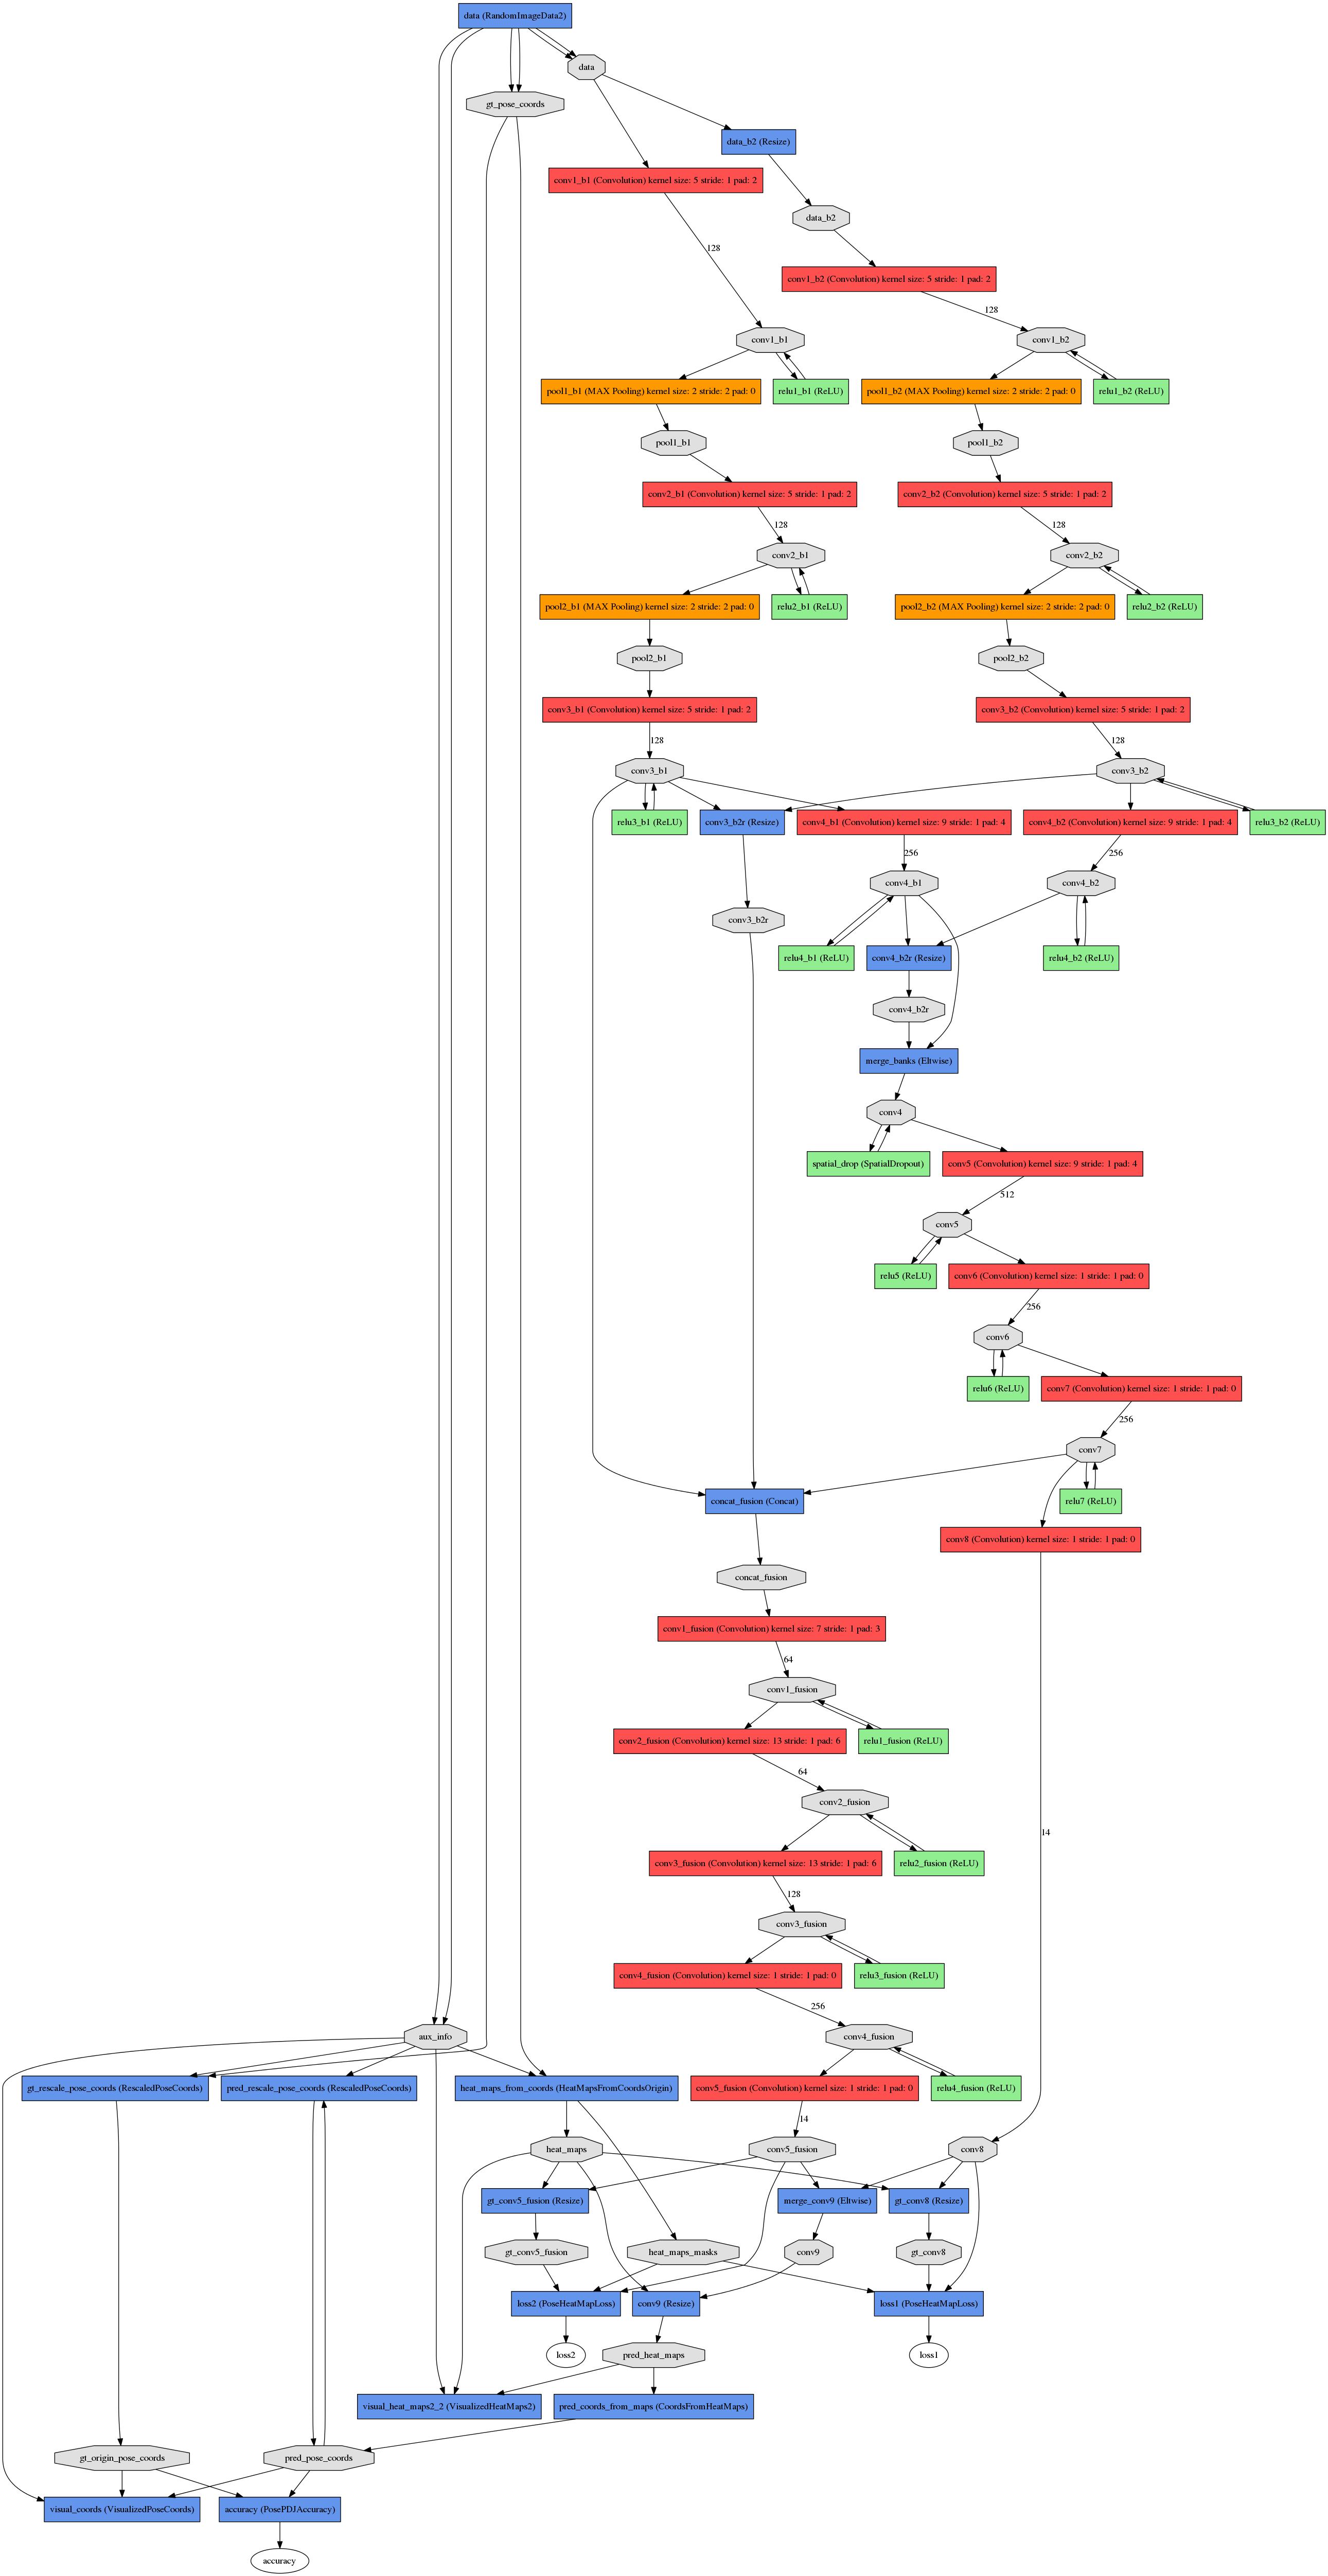 data (RandomImageData2)
data
gt_pose_coords
data_b2 (Resize)
conv1_b1 (Convolution) kernel size: 5 stride: 1 pad: 2
data_b2
128
conv1_b2 (Convolution) kernel size: 5 stride: 1 pad: 2
128
conv1_b1
conv1_b2
pool1_b1 (MAX Pooling) kernel size: 2 stride: 2 pad: 0
relu1_b1 (ReLU)
pool1_b2 (MAX Pooling) kernel size: 2 stride: 2 pad: 0
relu1_b2 (ReLU)
pool1_b1
pool1_b2
conv2_b1 (Convolution) kernel size: 5 stride: 1 pad: 2
conv2_b2 (Convolution) kernel size: 5 stride: 1 pad: 2
128
128
conv2_b1
conv2_b2
pool2_b1 (MAX Pooling) kernel size: 2 stride: 2 pad: 0
relu2_b1 (ReLU)
pool2_b2 (MAX Pooling) kernel size: 2 stride: 2 pad: 0
relu2_b2 (ReLU)
pool2_b1
pool2_b2
conv3_b1 (Convolution) kernel size: 5 stride: 1 pad: 2
conv3_b2 (Convolution) kernel size: 5 stride: 1 pad: 2
128
128
conv3_b1
conv3_b2
relu3_b1 (ReLU)
conv3_b2r (Resize)
conv4_b1 (Convolution) kernel size: 9 stride: 1 pad: 4
conv4_b2 (Convolution) kernel size: 9 stride: 1 pad: 4
relu3_b2 (ReLU)
256
256
conv4_b1
conv4_b2
conv3_b2r
relu4_b1 (ReLU)
conv4_b2r (Resize)
relu4_b2 (ReLU)
conv4_b2r
merge_banks (Eltwise)
conv4
spatial_drop (SpatialDropout)
conv5 (Convolution) kernel size: 9 stride: 1 pad: 4
512
conv5
relu5 (ReLU)
conv6 (Convolution) kernel size: 1 stride: 1 pad: 0
256
conv6
relu6 (ReLU)
conv7 (Convolution) kernel size: 1 stride: 1 pad: 0
256
conv7
concat_fusion (Concat)
relu7 (ReLU)
conv8 (Convolution) kernel size: 1 stride: 1 pad: 0
concat_fusion
conv1_fusion (Convolution) kernel size: 7 stride: 1 pad: 3
64
conv1_fusion
conv2_fusion (Convolution) kernel size: 13 stride: 1 pad: 6
relu1_fusion (ReLU)
64
conv2_fusion
14
conv3_fusion (Convolution) kernel size: 13 stride: 1 pad: 6
relu2_fusion (ReLU)
128
conv3_fusion
conv4_fusion (Convolution) kernel size: 1 stride: 1 pad: 0
relu3_fusion (ReLU)
256
aux_info
conv4_fusion
gt_rescale_pose_coords (RescaledPoseCoords)
pred_rescale_pose_coords (RescaledPoseCoords)
heat_maps_from_coords (HeatMapsFromCoordsOrigin)
conv5_fusion (Convolution) kernel size: 1 stride: 1 pad: 0
relu4_fusion (ReLU)
14
heat_maps
conv5_fusion
conv8
gt_conv5_fusion (Resize)
merge_conv9 (Eltwise)
gt_conv8 (Resize)
gt_conv5_fusion
heat_maps_masks
conv9
gt_conv8
loss2 (PoseHeatMapLoss)
conv9 (Resize)
loss1 (PoseHeatMapLoss)
loss2
pred_heat_maps
loss1
visual_heat_maps2_2 (VisualizedHeatMaps2)
pred_coords_from_maps (CoordsFromHeatMaps)
gt_origin_pose_coords
pred_pose_coords
visual_coords (VisualizedPoseCoords)
accuracy (PosePDJAccuracy)
accuracy